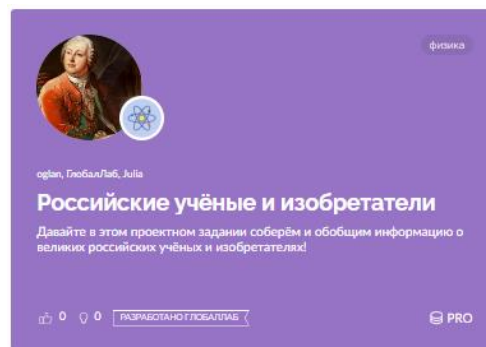 физика
oglan, ГлобалЛаб, Julia
Российские учёные и изобретатели
Давайте в этом проектном задании соберём и обобщим информацию о
великих российских учёных и изобретателях!
0 0 РАЗРАБОТАНО ГЛОБАЛЛАБ PRO